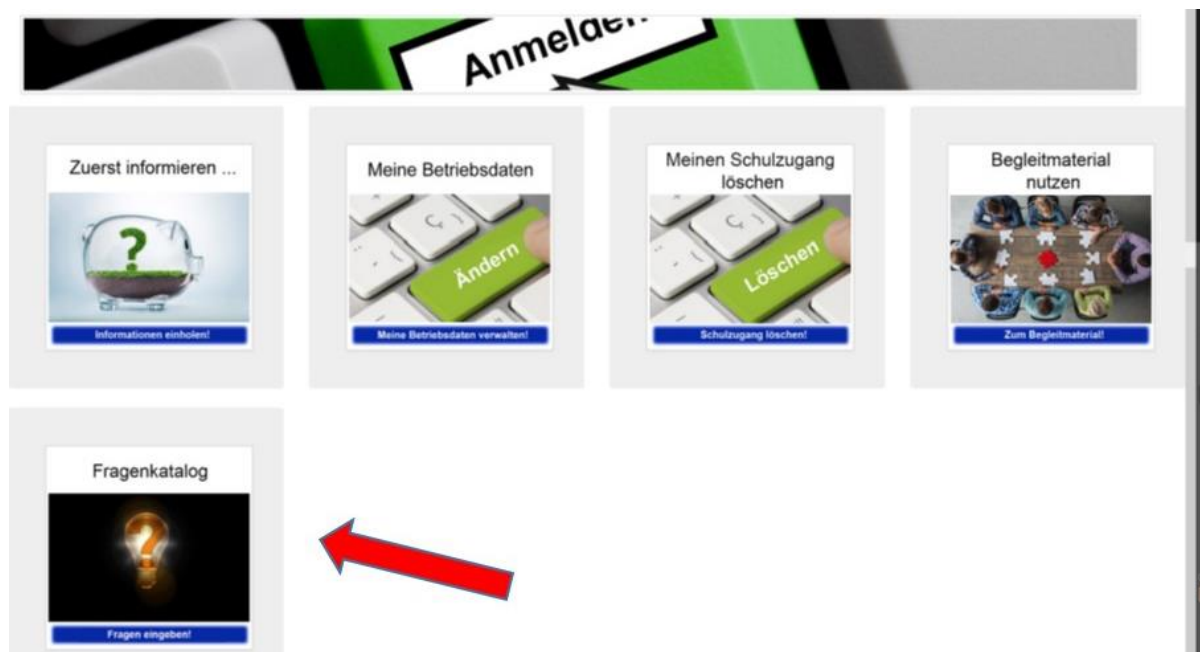 Anmelden
Zuerst informieren ...
?
Informationen einholen!
Meine Betriebsdaten
Ändern
Meine Betriebsdaten verwalten!
Meinen Schulzugang
löschen
Löschen
Schulzugang löschen!
Begleitmaterial
nutzen
Zum Begleitmaterial!
Fragenkatalog
?
Fragen eingeben!